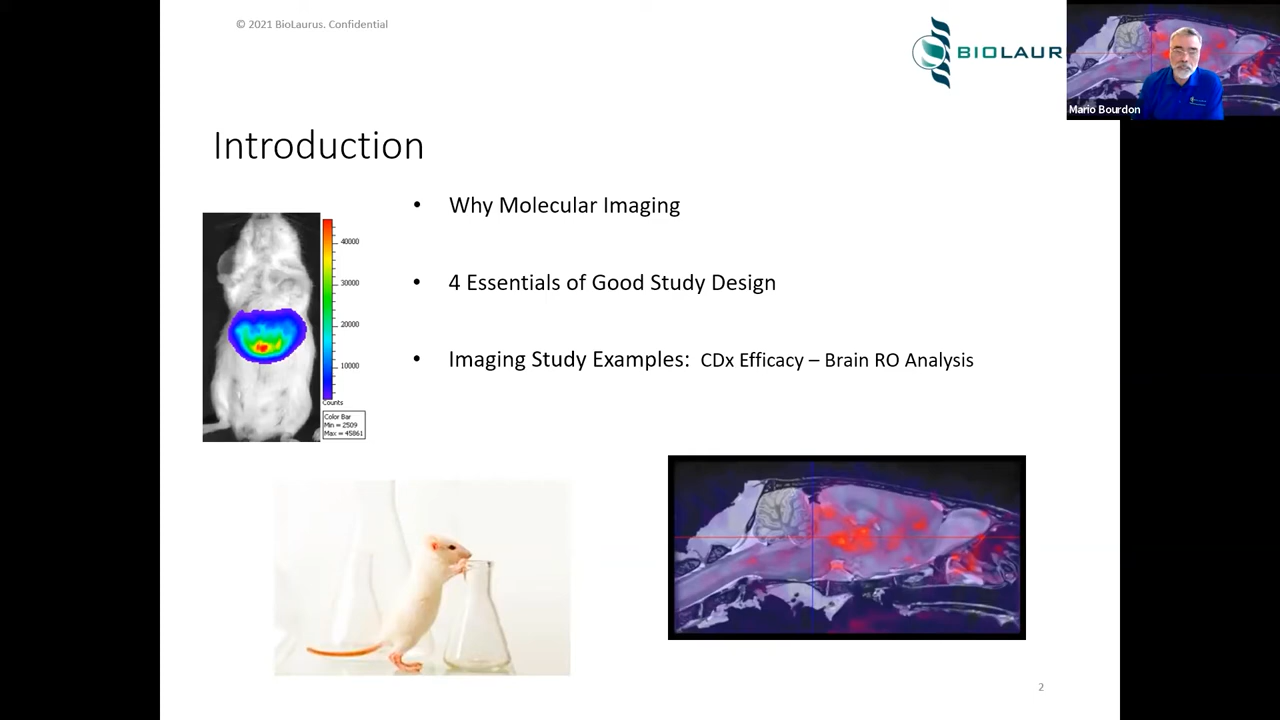 © 2021 BioLaurus. Confidential
BIOLAUR
Mario Bourdon
Introduction
• Why Molecular Imaging
• 4 Essentials of Good Study Design
• Imaging Study Examples: CDx Efficacy – Brain RO Analysis
40000
30000
20000
10000
Counts
Color Bar
Min = 2509
Max = 45861
2